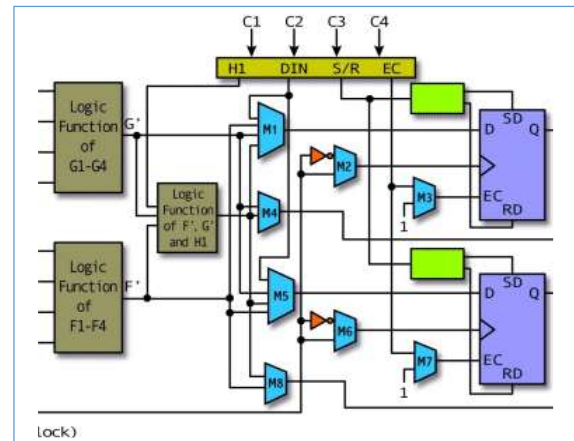 C1 C2 C3 C4
H1 DIN S/R EC
Logic
Function
of
G1-G4
G'
M1
D SD Q
M2
Logic
Function
of F', G'
and H1
M3
EC
RD
1
M4
Logic
Function
of
F1-F4
F'
M5
D SD Q
M6
M7
EC
RD
1
M8
lock)